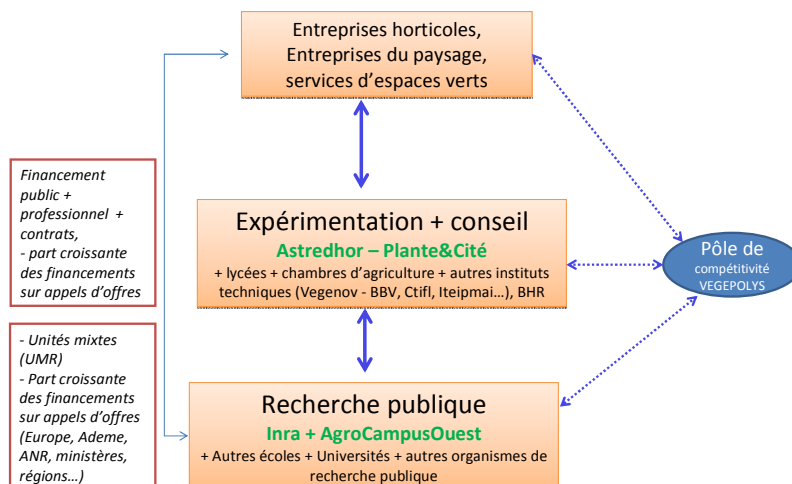 Entreprises horticoles,
Entreprises du paysage,
services d'espaces verts
Financement
public +
professionnel +
contrats,
- part croissante
des financements
sur appels d'offres
Expérimentation + conseil
Astredhor – Plante&Cité
+ lycées + chambres d'agriculture + autres instituts
techniques (Vegenov - BBV, Ctifl, Iteipmai…), BHR
Pôle de
compétitivité
VEGEPOLYS
- Unités mixtes
(UMR)
- Part croissante
des financements
sur appels d'offres
(Europe, Ademe,
ANR, ministères,
régions…)
Recherche publique
Inra + AgroCampusOuest
+ Autres écoles + Universités + autres organismes de
recherche publique